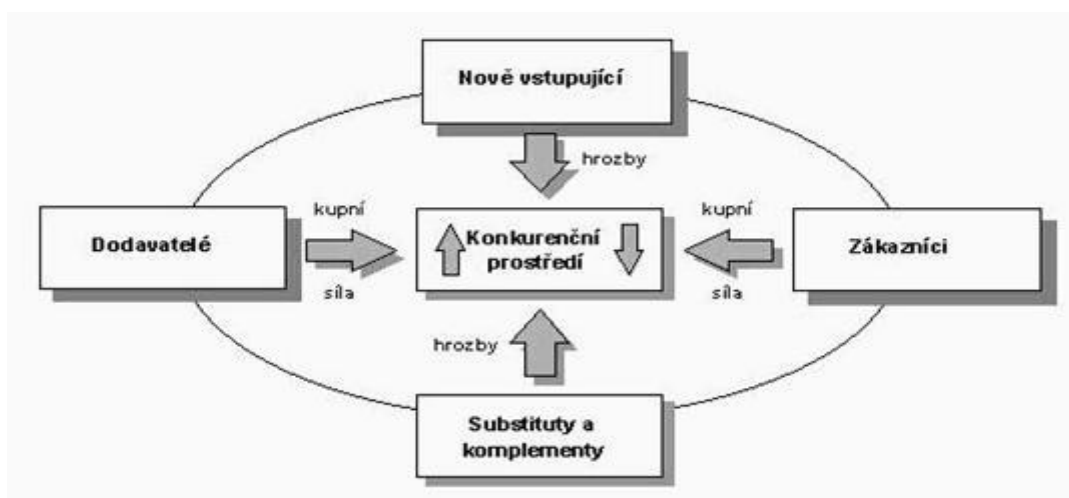 Nově vstupující
hrozby
kupní
kupní
Dodavatelé
Konkurenční
prostředí
Zákazníci
síla
síla
hrozby
Substituty a
komplementy